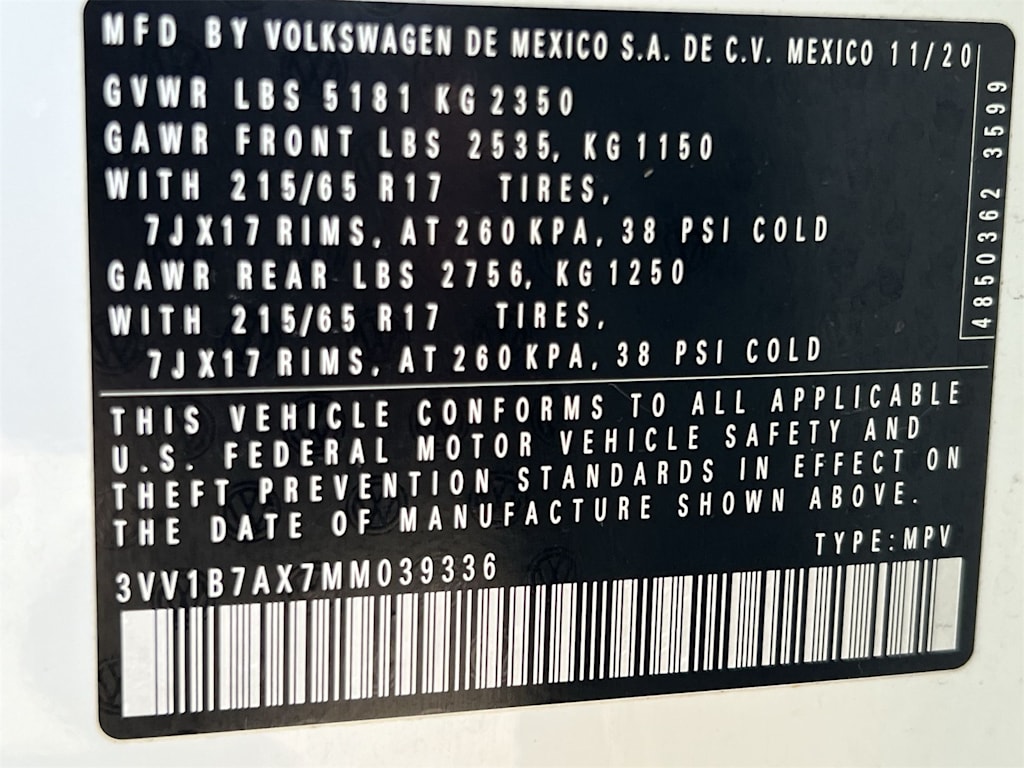 MFD BY VOLKSWAGEN DE MEXICO S.A. DE C.V. MEXICO 11/20
GVWR LBS 5181 KG 2350
GAWR FRONT LBS 2535, KG 1150
WITH 215/65 R17 TIRES,
7JX17 RIMS, AT 260 KPA, 38 PSI COLD
GAWR REAR LBS 2756, KG 1250
WITH 215/65 R17 TIRES,
7JX17 RIMS, AT 260 KPA, 38 PSI COLD
4850362 3599
THIS VEHICLE CONFORMS TO ALL APPLICABLE
U.S. FEDERAL MOTOR VEHICLE SAFETY AND
THEFT PREVENTION STANDARDS IN EFFECT ON
THE DATE OF MANUFACTURE SHOWN ABOVE.
TYPE:MPV
3VV1B7AX7MM039336